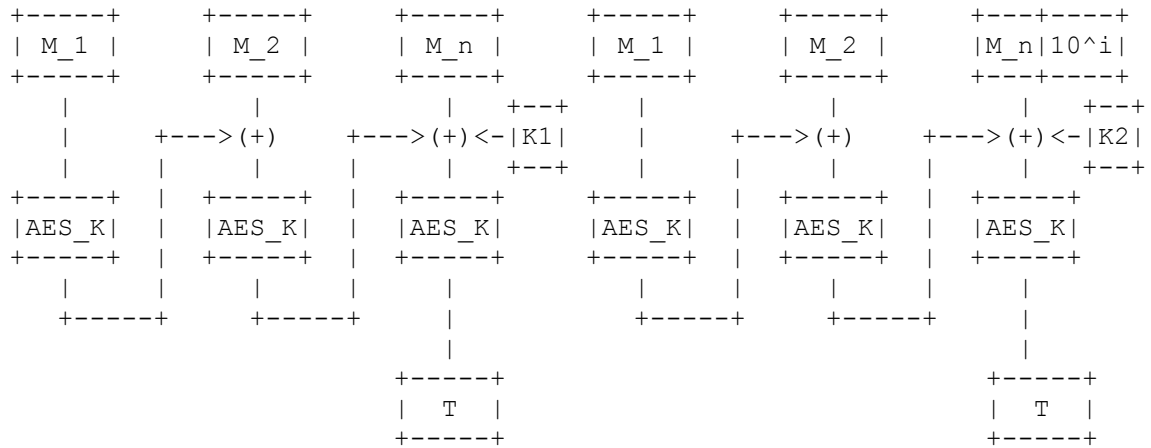 +-----+     +-----+     +-----+     +-----+     +-----+     +---+----+
| M_1 |     | M_2 |     | M_n |     | M_1 |     | M_2 |     |M_n|10^i|
+-----+     +-----+     +-----+     +-----+     +-----+     +---+----+
   |           |           |   +--+    |           |           |   +--+
   |     +--->(+)    +--->(+)<-|K1|    |     +--->(+)    +--->(+)<-|K2|
   |     |     |     |     |   +--+    |     |     |     |     |   +--+
+-----+  |  +-----+  |  +-----+     +-----+  |  +-----+  |  +-----+
|AES_K|  |  |AES_K|  |  |AES_K|     |AES_K|  |  |AES_K|  |  |AES_K|
+-----+  |  +-----+  |  +-----+     +-----+  |  +-----+  |  +-----+
   |     |     |     |     |           |     |     |     |     |
   +-----+     +-----+     |           +-----+     +-----+     |
                           |                                   |
                        +-----+                              +-----+
                        |  T  |                              |  T  |
                        +-----+                              +-----+